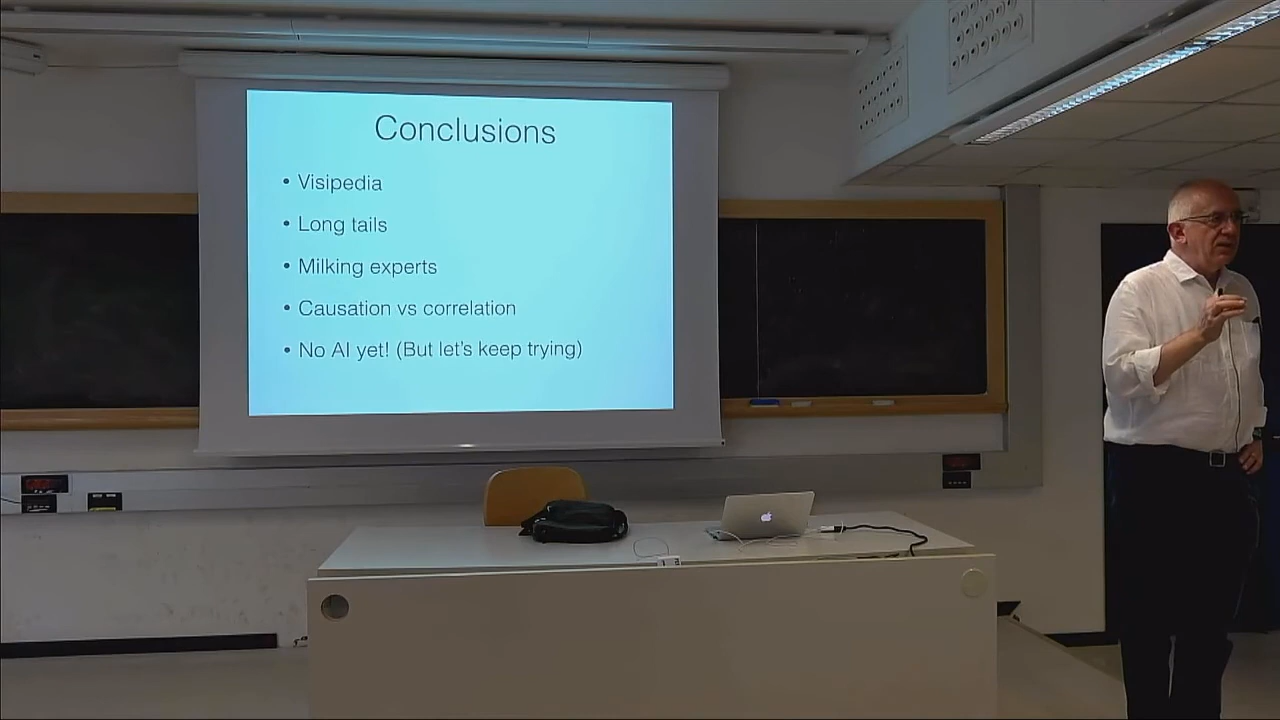 Conclusions
• Visipedia
• Long tails
• Milking experts
• Causation vs correlation
• No AI yet! (But let's keep trying)